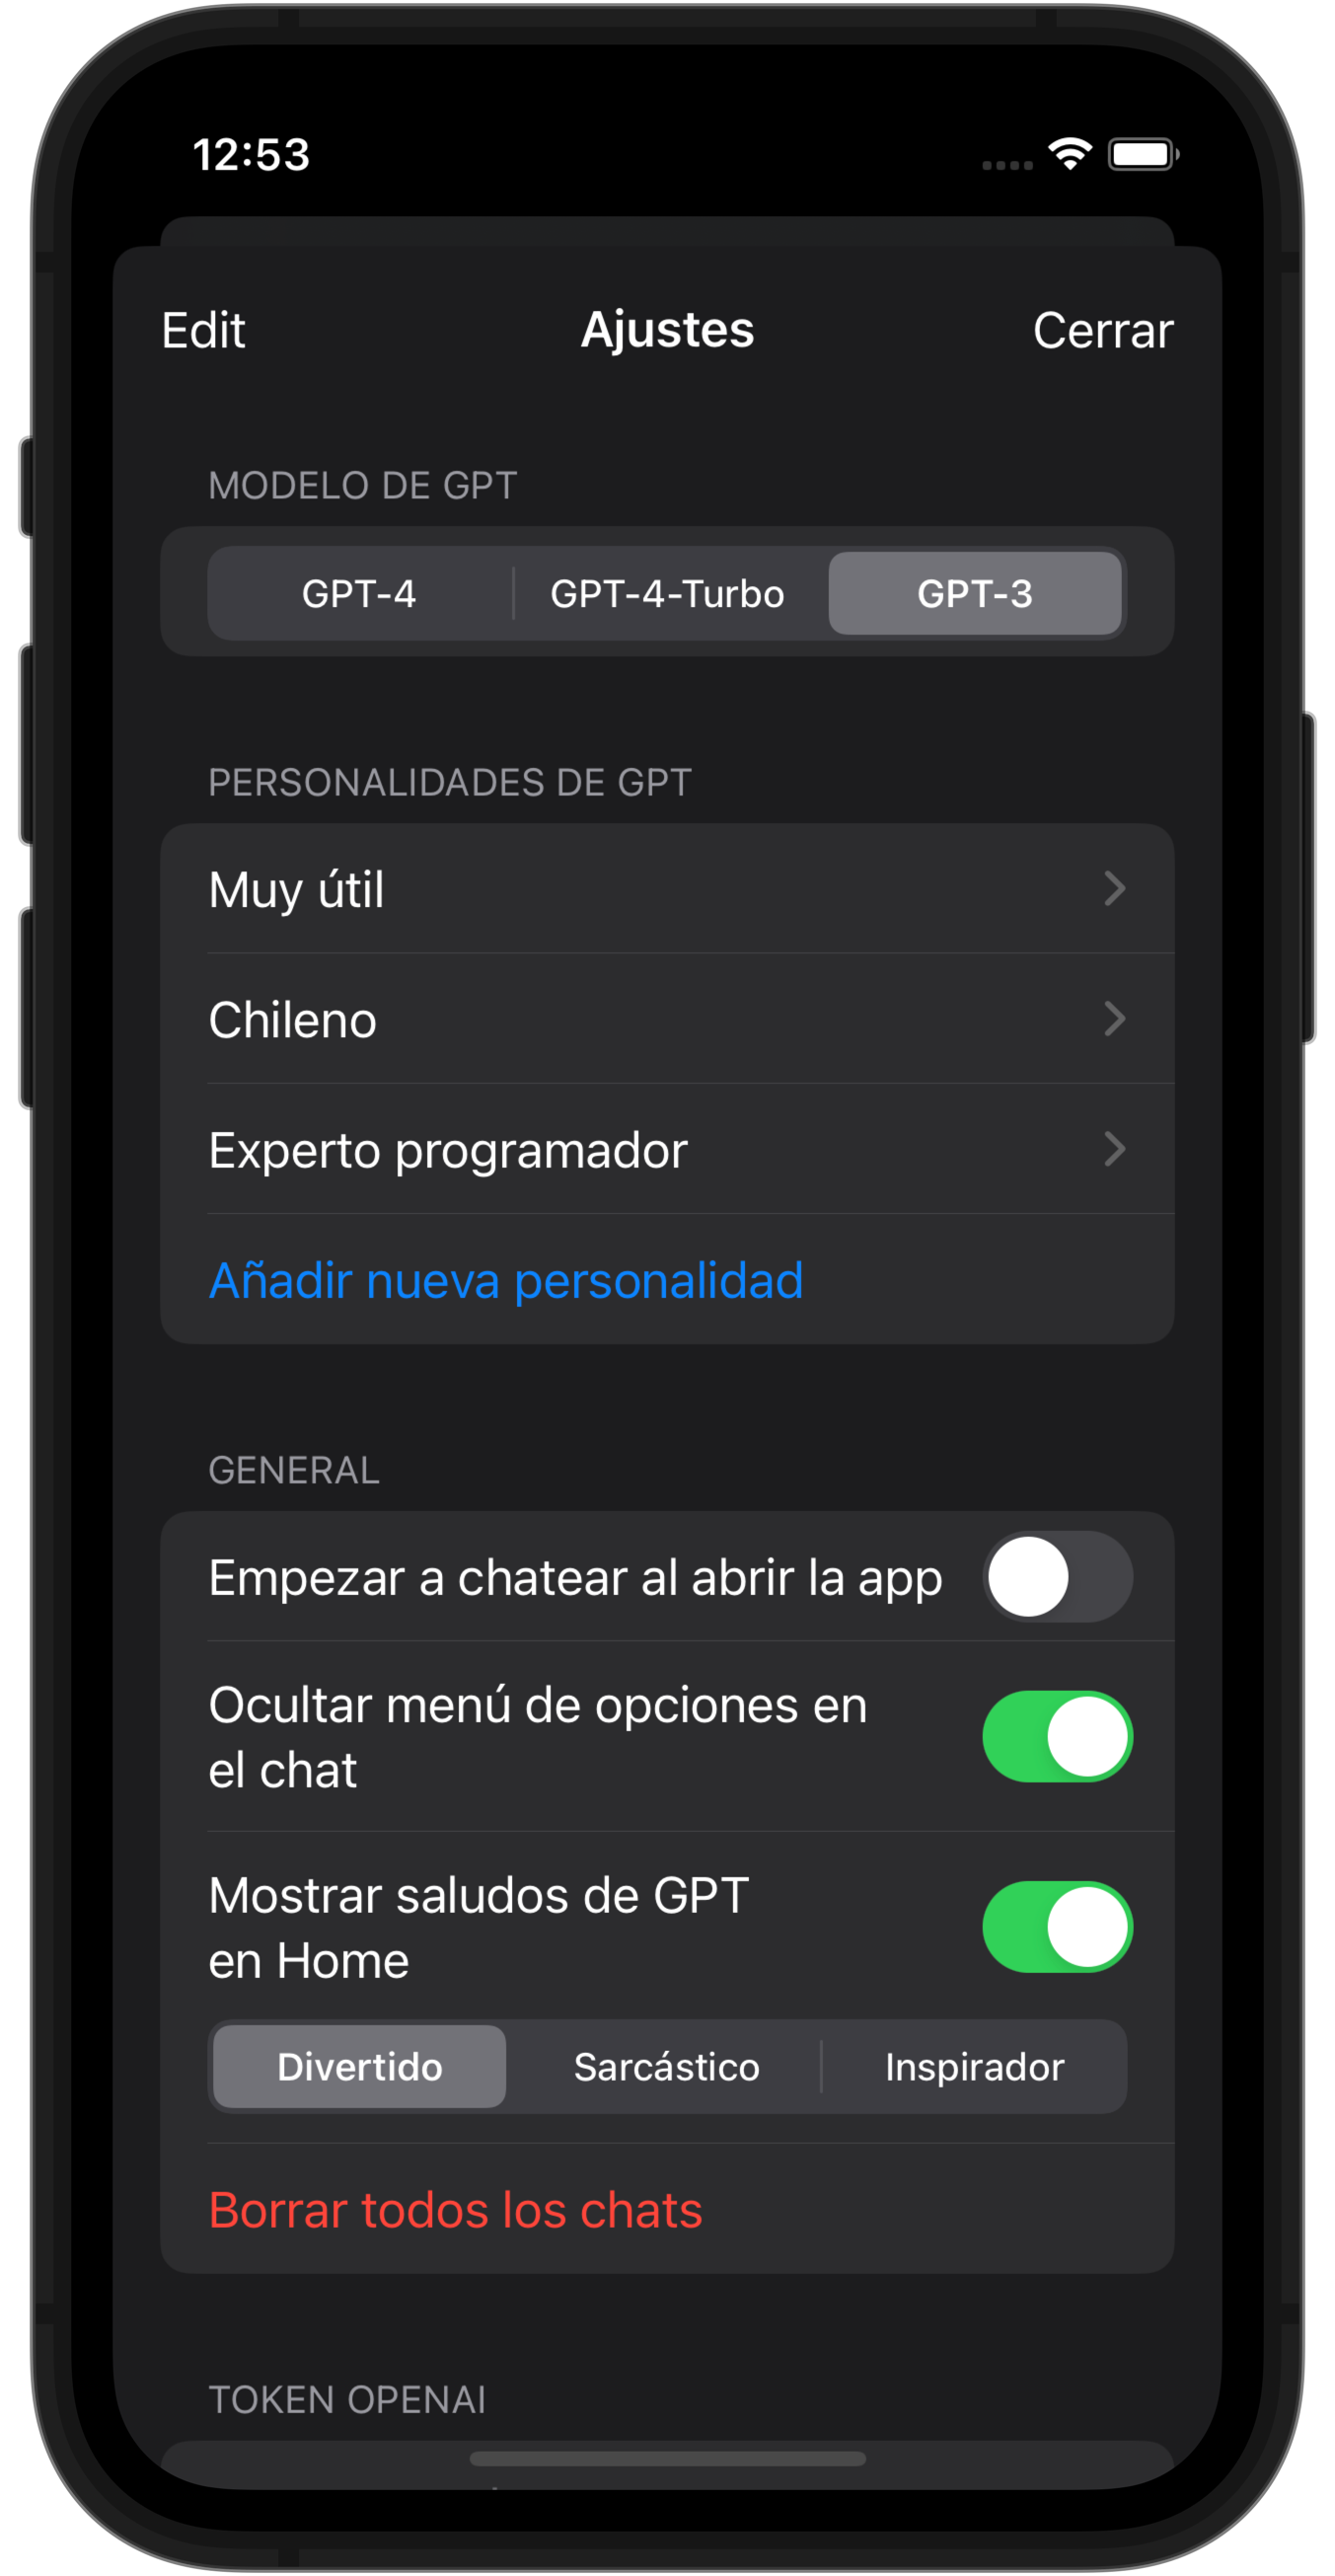 12:53
Edit
Ajustes
Cerrar
MODELO DE GPT
GPT-4
GPT-4-Turbo
GPT-3
PERSONALIDADES DE GPT
Muy útil
Chileno
Experto programador
Añadir nueva personalidad
GENERAL
Empezar a chatear al abrir la app
Ocultar menú de opciones en
el chat
Mostrar saludos de GPT
en Home
Divertido
Sarcástico
Inspirador
Borrar todos los chats
TOKEN OPENAI